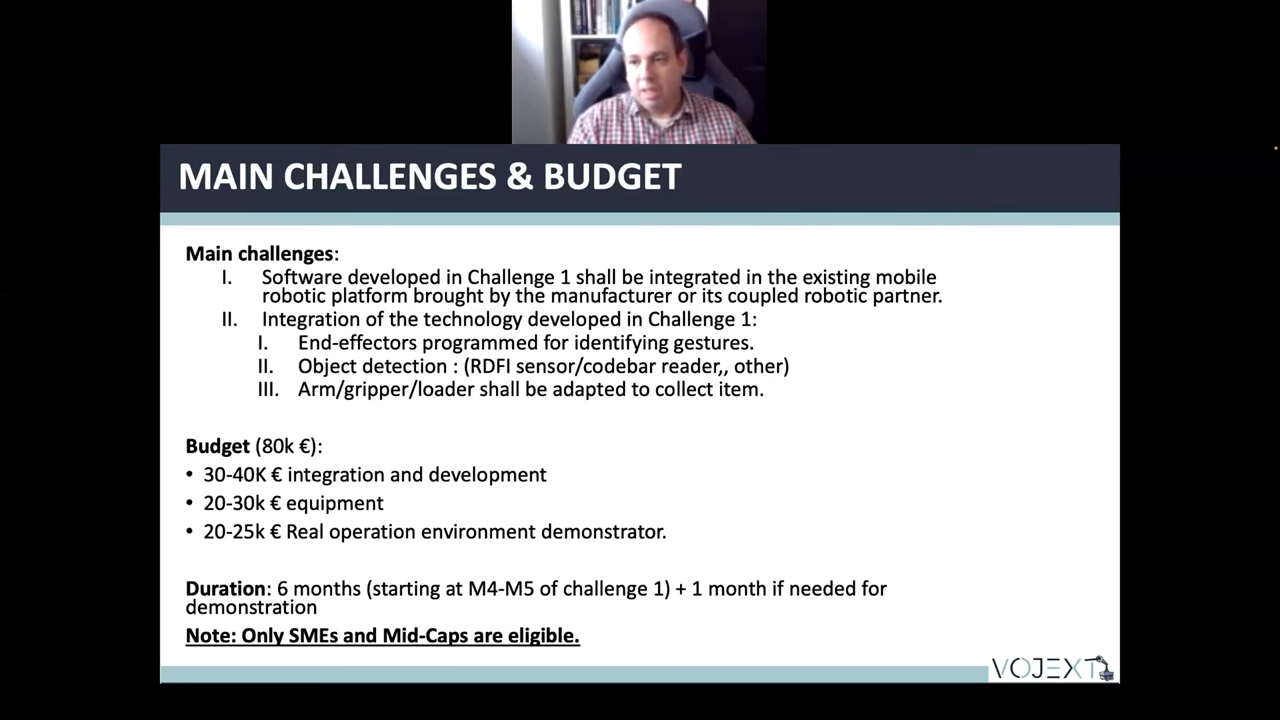 MAIN CHALLENGES & BUDGET
Main challenges:
I. Software developed in Challenge 1 shall be integrated in the existing mobile
robotic platform brought by the manufacturer or its coupled robotic partner.
II. Integration of the technology developed in Challenge 1:
I. End-effectors programmed for identifying gestures.
II. Object detection : (RDFI sensor/codebar reader,, other)
III. Arm/gripper/loader shall be adapted to collect item.
Budget (80k €):
• 30-40K € integration and development
• 20-30k € equipment
• 20-25k € Real operation environment demonstrator.
Duration: 6 months (starting at M4-M5 of challenge 1) + 1 month if needed for
demonstration
Note: Only SMEs and Mid-Caps are eligible.
VOJEXT